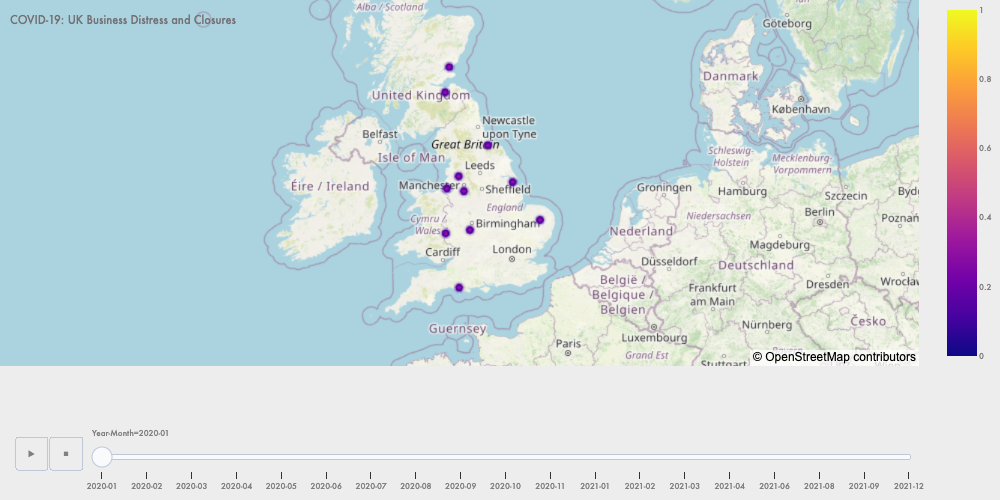 COVID-19: UK Business Distress and Closures
Alba / Scotland
Göteborg
Danmark
København
United Kingdom
Newcastle
upon Tyne
Belfast
Great Britain
Isle of Man
Leeds
Éire / Ireland
Manchester
Sheffield
England
Cymru /
Wales
Birmingham
Cardiff
London
Guernsey
Paris
Schleswig-
Holstein
Mecklenburg-
Vorpommern
Groningen
Hamburg
Szczecin
Byd
Niedersachsen
Berlin
Poznań
Nederland
Magdeburg
Düsseldorf
Deutschland
België /
Belgique /
Belgien
Frankfurt
am Main
Dresden
Wrocła
Nürnberg
Česko
Luxembourg
Grand Est
Stuttgart
© OpenStreetMap contributors
1
0.8
0.6
0.4
0.2
0
Year-Month=2020-01
2020-01 2020-02 2020-03 2020-04 2020-05 2020-06 2020-07 2020-08 2020-09 2020-10 2020-11 2021-01 2021-02 2021-03 2021-04 2021-06 2021-08 2021-09 2021-12